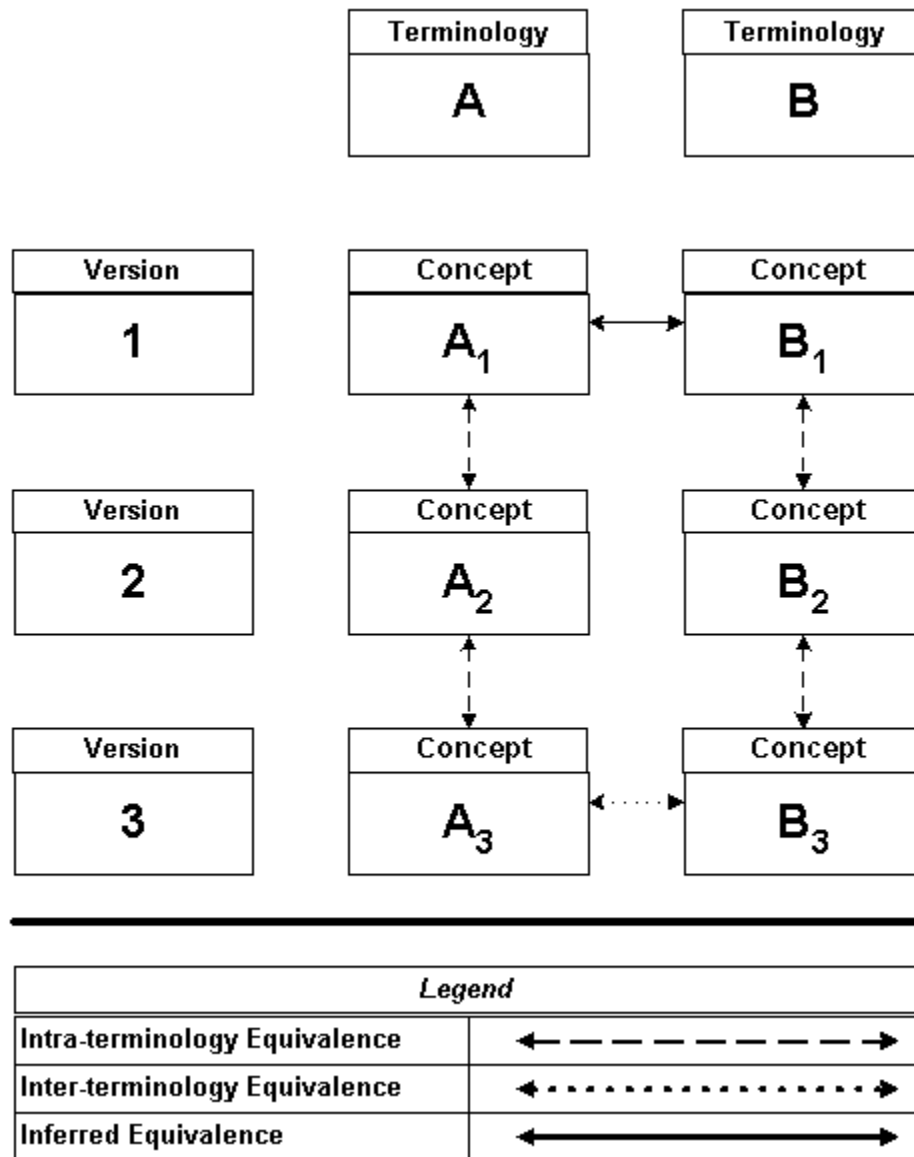 Terminology Terminology
A B
Version Concept Concept
1 A₁ B₁
Version Concept Concept
2 A₂ B₂
Version Concept Concept
3 A₃ B₃
Legend
Intra-terminology Equivalence
Inter-terminology Equivalence
Inferred Equivalence